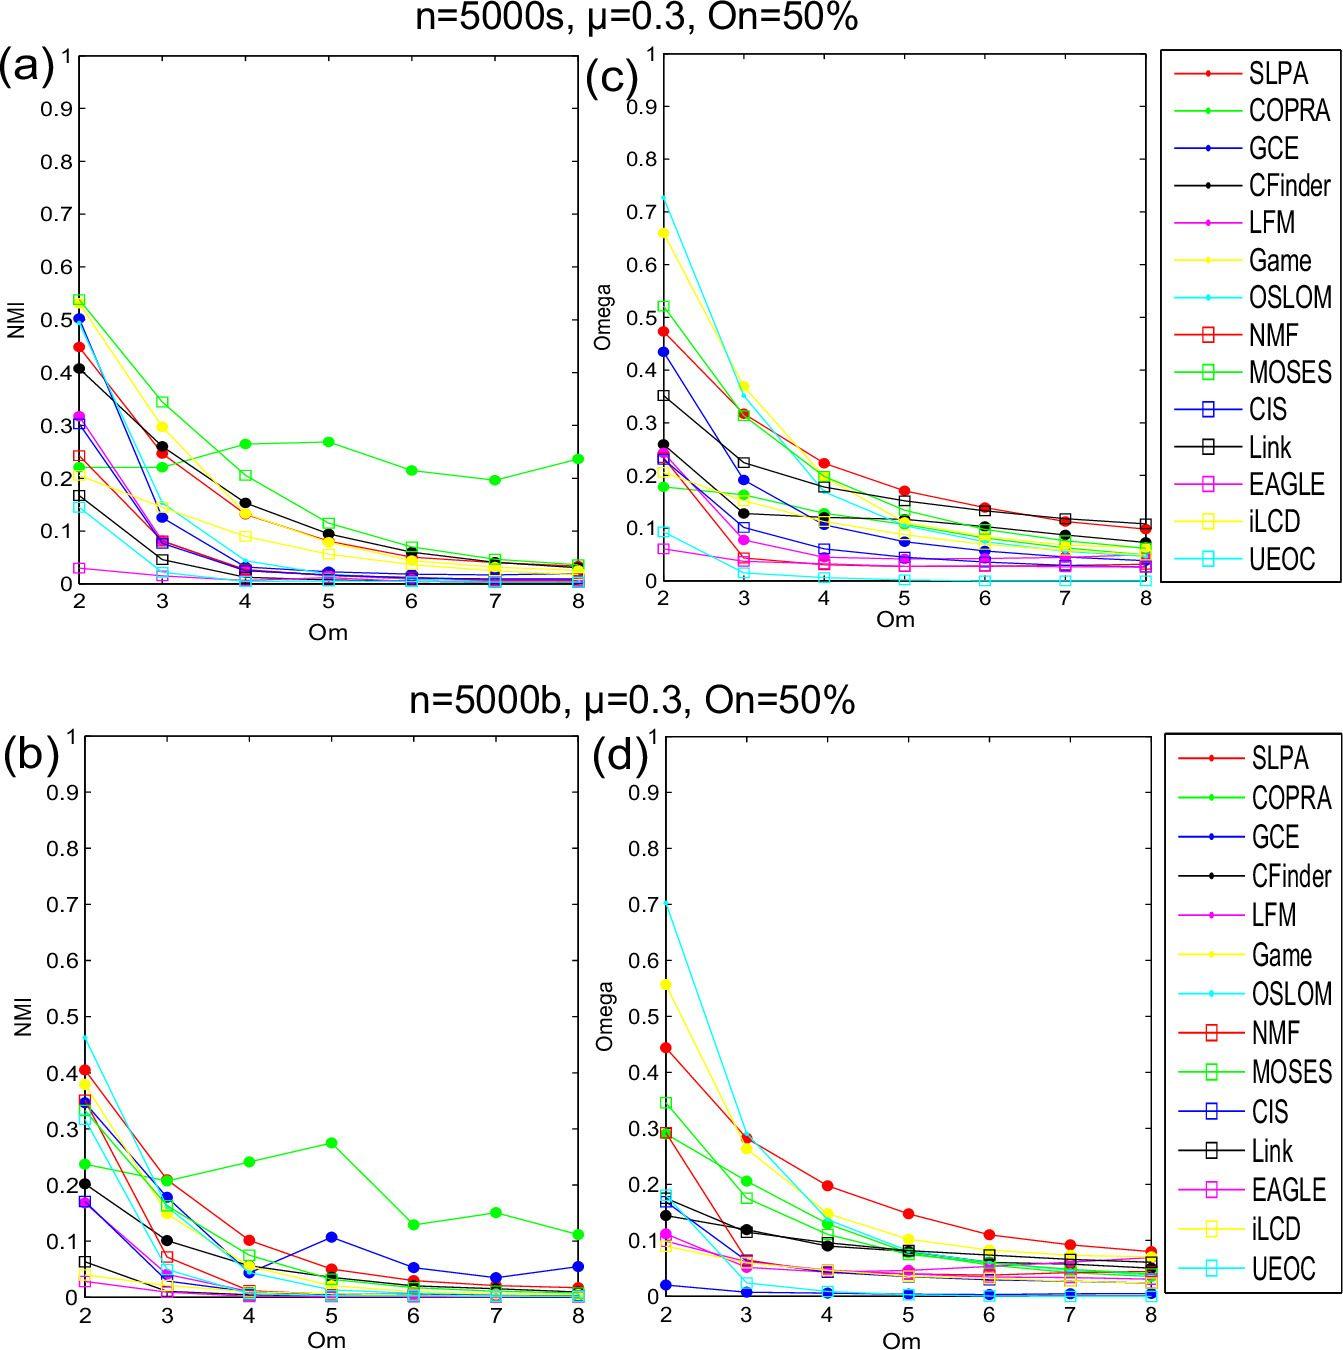 n=5000s, μ=0.3, On=50%
(a)
1
0.9
0.8
0.7
0.6
0.5
0.4
0.3
0.2
0.1
0
NMI
2 3 4 5 6 7 8
Om
(c)
1
0.9
0.8
0.7
0.6
0.5
0.4
0.3
0.2
0.1
0
Omega
2 3 4 5 6 7 8
Om
SLPA
COPRA
GCE
CFinder
LFM
Game
OSLOM
NMF
MOSES
CIS
Link
EAGLE
iLCD
UEOC
n=5000b, μ=0.3, On=50%
(b)
1
0.9
0.8
0.7
0.6
0.5
0.4
0.3
0.2
0.1
0
NMI
2 3 4 5 6 7 8
Om
(d)
1
0.9
0.8
0.7
0.6
0.5
0.4
0.3
0.2
0.1
0
Omega
2 3 4 5 6 7 8
Om
SLPA
COPRA
GCE
CFinder
LFM
Game
OSLOM
NMF
MOSES
CIS
Link
EAGLE
iLCD
UEOC